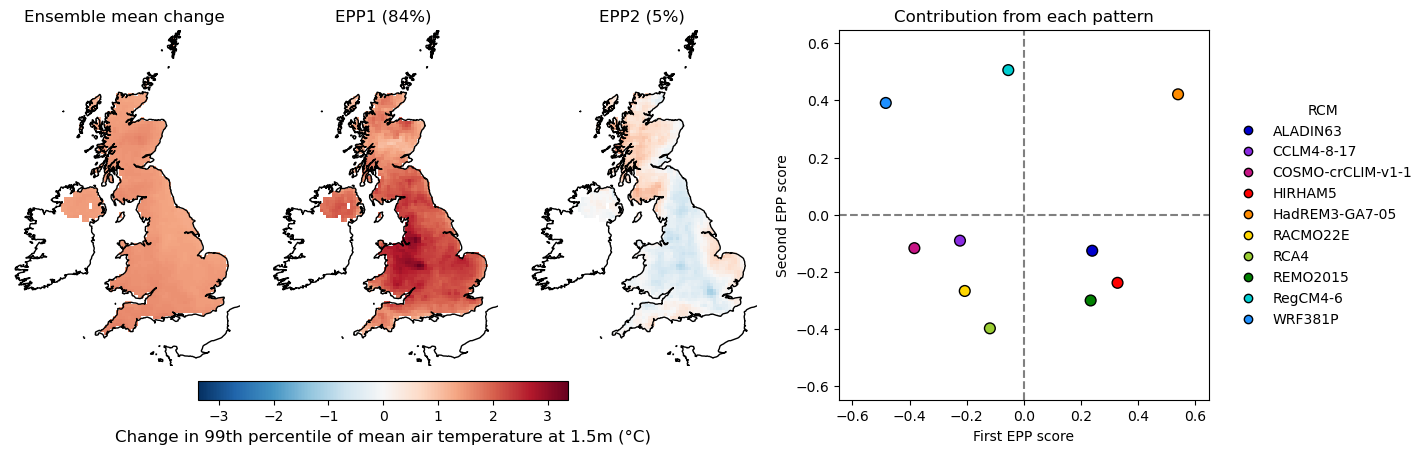 Ensemble mean change
EPP1 (84%)
EPP2 (5%)
Contribution from each pattern
−3 −2 −1 0 1 2 3
Change in 99th percentile of mean air temperature at 1.5m (°C)
Second EPP score
0.6
0.4
0.2
0.0
−0.2
−0.4
−0.6
−0.6 −0.4 −0.2 0.0 0.2 0.4 0.6
First EPP score
RCM
ALADIN63
CCLM4-8-17
COSMO-crCLIM-v1-1
HIRHAM5
HadREM3-GA7-05
RACMO22E
RCA4
REMO2015
RegCM4-6
WRF381P